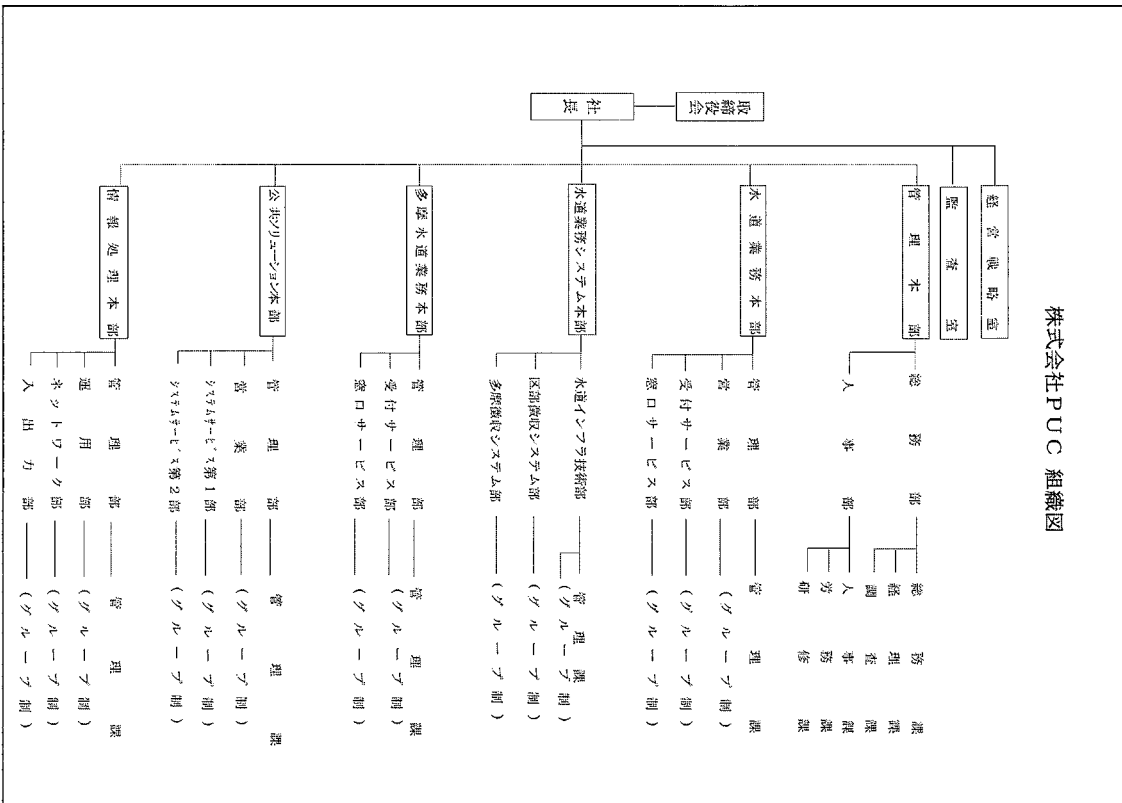 株式会社PUC 組織図
取締役会
社長
経営戦略室
監査室
管理本部
総務部
総務課
経理課
調査課
人事部
人事課
労務課
研修課
水道業務本部
管理部
管理課
営業部
(グループ制)
受付サービス部
(グループ制)
窓口サービス部
(グループ制)
水道業務システム本部
水道インフラ技術部
管理課
(グループ制)
区部徴収システム部
(グループ制)
多摩徴収システム部
(グループ制)
多摩水道業務本部
管理部
管理課
受付サービス部
(グループ制)
窓口サービス部
(グループ制)
公共ソリューション本部
管理部
管理課
営業部
(グループ制)
システムサービス第1部
(グループ制)
システムサービス第2部
(グループ制)
情報処理本部
管理部
管理課
運用部
(グループ制)
ネットワーク部
(グループ制)
入出力部
(グループ制)